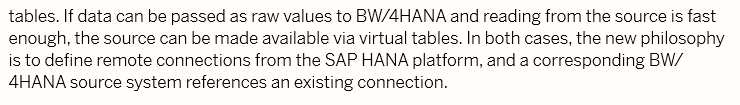 tables. If data can be passed as raw values to BW/4HANA and reading from the source is fast
enough, the source can be made available via virtual tables. In both cases, the new philosophy
is to define remote connections from the SAP HANA platform, and a corresponding BW/
4HANA source system references an existing connection.